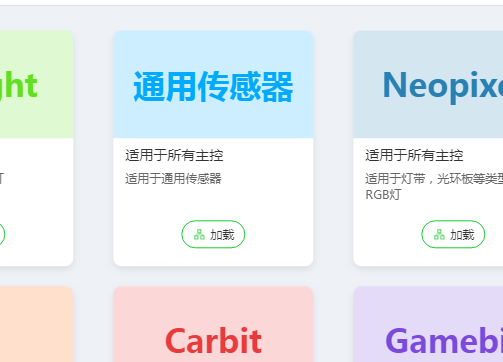 ght
通用传感器
Neopixe
适用于所有主控
适用于所有主控
灯
适用于通用传感器
适用于灯带，光环板等类型
RGB灯
加载
加载
Carbit
Gamebi